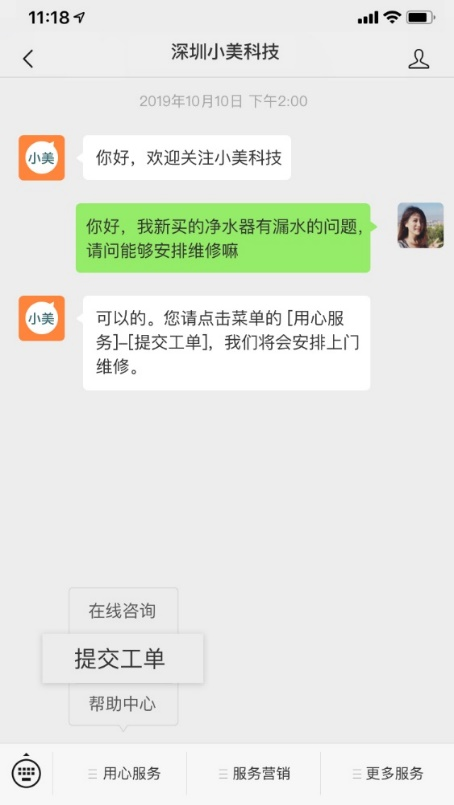 11:18
深圳小美科技
2019年10月10日 下午2:00
小美
你好，欢迎关注小美科技
你好，我新买的净水器有漏水的问题，
请问能够安排维修嘛
小美
可以的。您请点击菜单的 [用心服
务]–[提交工单]，我们将会安排上门
维修。
在线咨询
提交工单
帮助中心
用心服务
服务营销
更多服务